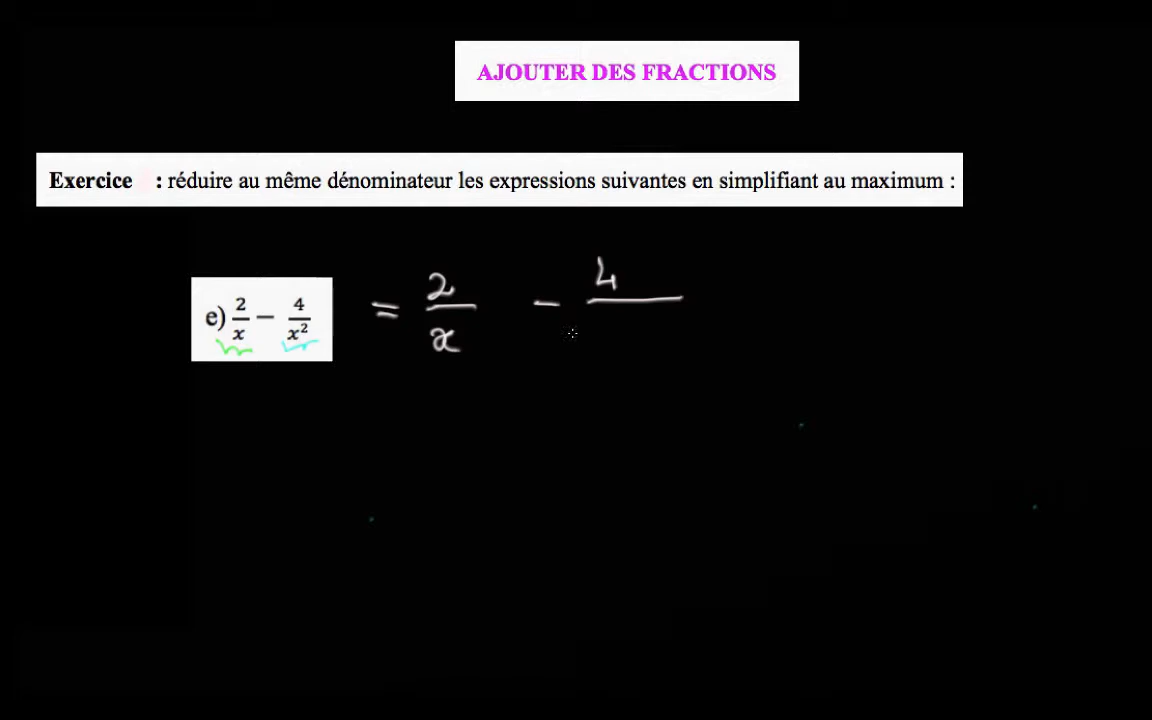 AJOUTER DES FRACTIONS
Exercice : réduire au même dénominateur les expressions suivantes en simplifiant au maximum :
e) 2/x − 4/x² = 2/x − 4/